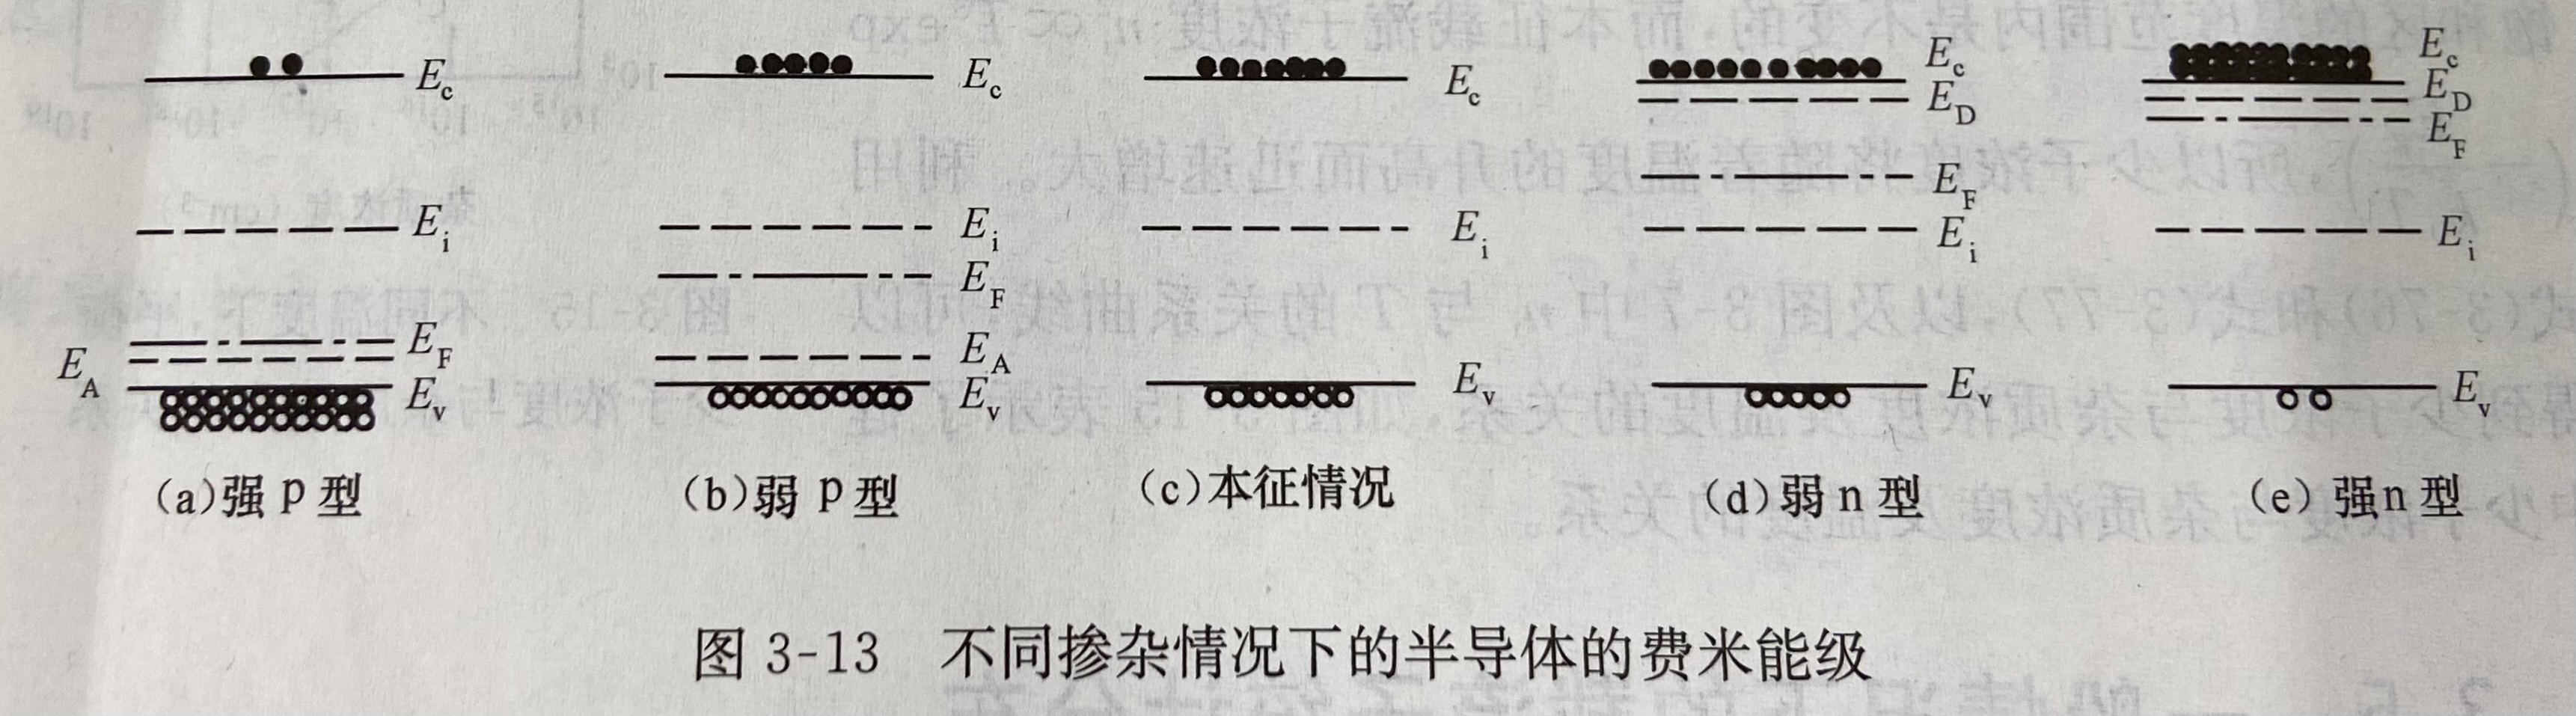 E_c E_c E_c E_c E_c
E_D E_D
E_F
E_F
E_i E_i E_i E_i E_i
E_F
E_F
E_A E_A
E_v E_v E_v E_v E_v
(a)强 p 型 (b)弱 p 型 (c)本征情况 (d)弱 n 型 (e) 强n 型
图 3-13 不同掺杂情况下的半导体的费米能级